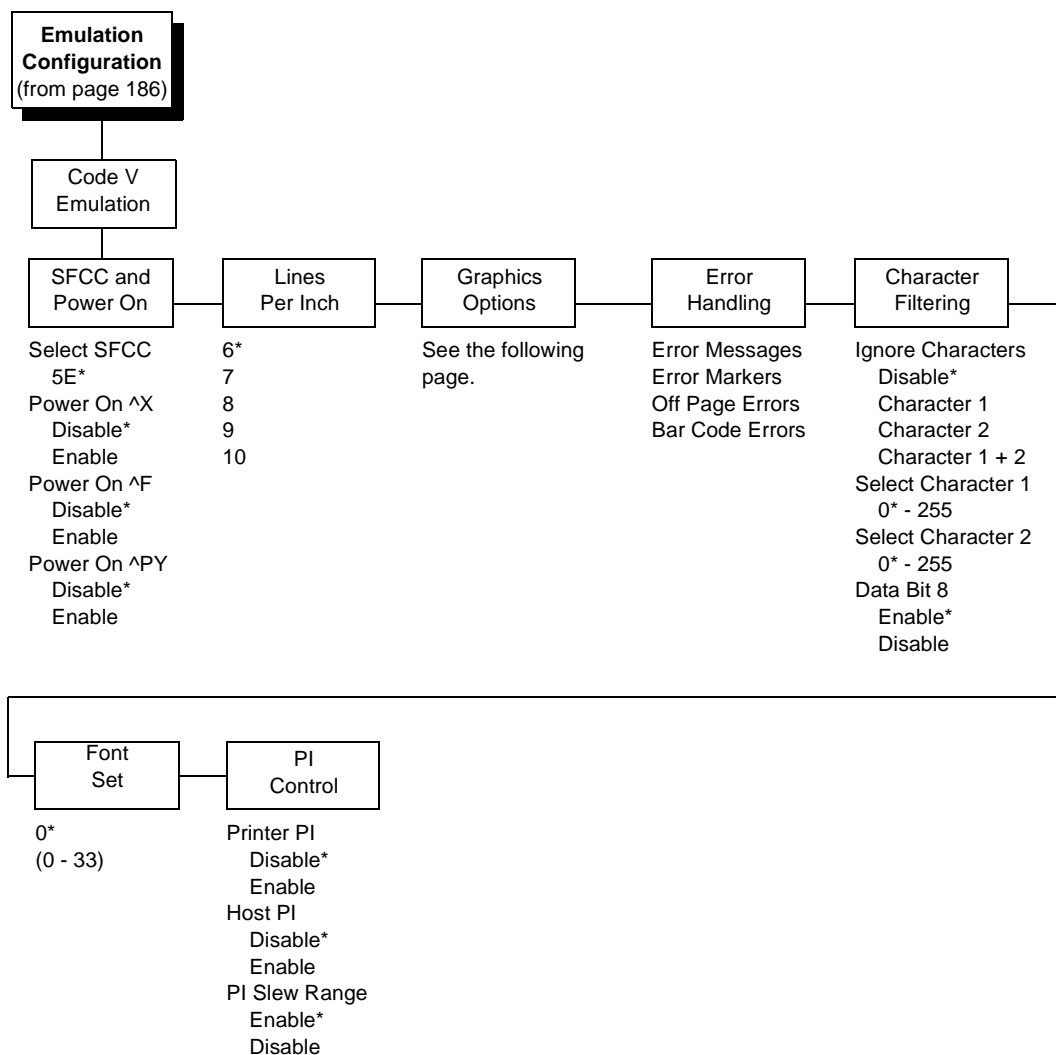 Emulation
Configuration
(from page 186)
Code V
Emulation
SFCC and
Power On
Select SFCC
5E*
Power On ^X
Disable*
Enable
Power On ^F
Disable*
Enable
Power On ^PY
Disable*
Enable
Lines
Per Inch
6*
7
8
9
10
Graphics
Options
See the following
page.
Error
Handling
Error Messages
Error Markers
Off Page Errors
Bar Code Errors
Character
Filtering
Ignore Characters
Disable*
Character 1
Character 2
Character 1 + 2
Select Character 1
0* - 255
Select Character 2
0* - 255
Data Bit 8
Enable*
Disable
Font
Set
0*
(0 - 33)
PI
Control
Printer PI
Disable*
Enable
Host PI
Disable*
Enable
PI Slew Range
Enable*
Disable